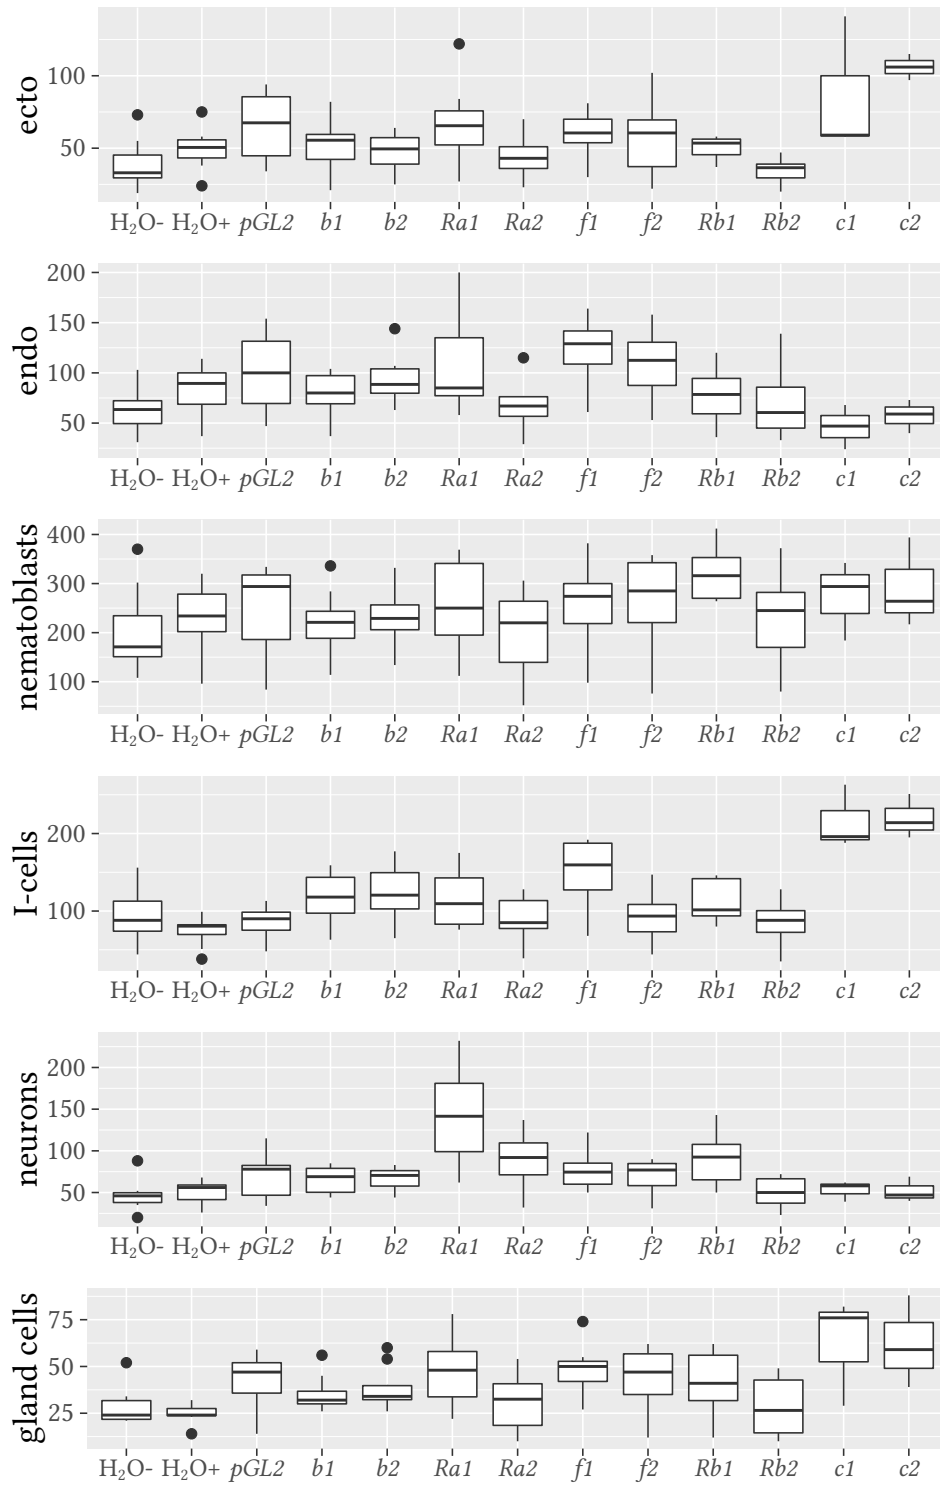 ecto
100
50
H₂O- H₂O+ pGL2 b1 b2 Ra1 Ra2 f1 f2 Rb1 Rb2 c1 c2
endo
200
150
100
50
H₂O- H₂O+ pGL2 b1 b2 Ra1 Ra2 f1 f2 Rb1 Rb2 c1 c2
nematoblasts
400
300
200
100
H₂O- H₂O+ pGL2 b1 b2 Ra1 Ra2 f1 f2 Rb1 Rb2 c1 c2
I-cells
200
100
H₂O- H₂O+ pGL2 b1 b2 Ra1 Ra2 f1 f2 Rb1 Rb2 c1 c2
neurons
200
150
100
50
H₂O- H₂O+ pGL2 b1 b2 Ra1 Ra2 f1 f2 Rb1 Rb2 c1 c2
gland cells
75
50
25
H₂O- H₂O+ pGL2 b1 b2 Ra1 Ra2 f1 f2 Rb1 Rb2 c1 c2